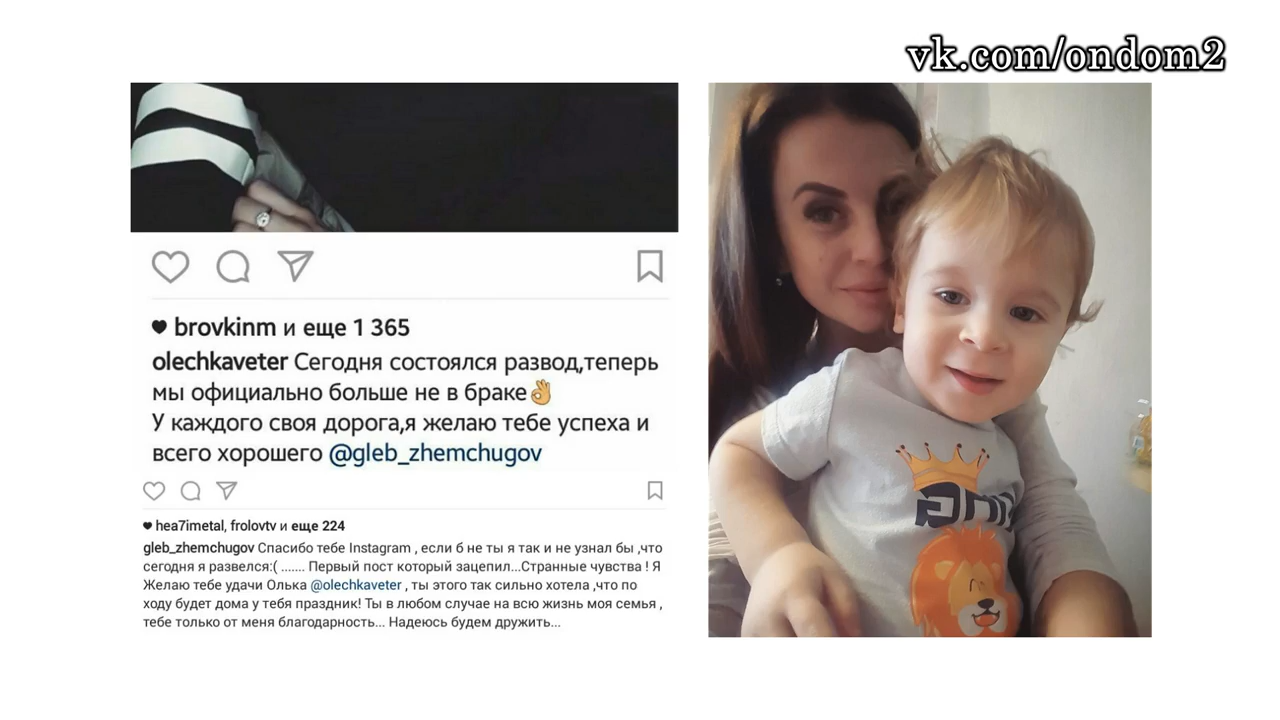 vk.com/ondom2
brovkinm и еще 1 365
olechkaveter Сегодня состоялся развод,теперь
мы официально больше не в браке👌
У каждого своя дорога,я желаю тебе успеха и
всего хорошего @gleb_zhemchugov
hea7imetal, frolovtv и еще 224
gleb_zhemchugov Спасибо тебе Instagram , если б не ты я так и не узнал бы ,что
сегодня я развелся:( ....... Первый пост который зацепил...Странные чувства ! Я
Желаю тебе удачи Олька @olechkaveter , ты этого так сильно хотела ,что по
ходу будет дома у тебя праздник! Ты в любом случае на всю жизнь моя семья ,
тебе только от меня благодарность... Надеюсь будем дружить...